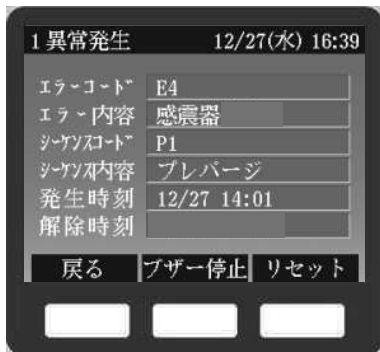 1 異常発生 12/27(水) 16:39
エラーコード E4
エラー内容 感震器
シーケンスコード P1
シーケンス内容 プレパージ
発生時刻 12/27 14:01
解除時刻
戻る ブザー停止 リセット